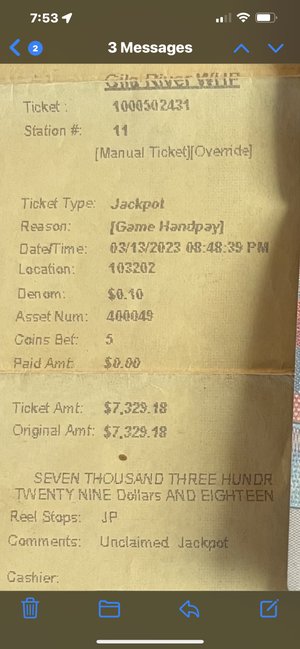 7:53
2
3 Messages
Gila River WHP
Ticket : 1000502431
Station #: 11
[Manual Ticket][Override]
Ticket Type: Jackpot
Reason: [Game Handpay]
Date/Time: 03/13/2023 08:48:39 PM
Location: 103202
Denom: $0.10
Asset Num: 400049
Coins Bet: 5
Paid Amt: $0.00
Ticket Amt: $7,329.18
Original Amt: $7,329.18
SEVEN THOUSAND THREE HUNDR
TWENTY NINE Dollars AND EIGHTEEN
Reel Stops: JP
Comments: Unclaimed Jackpot
Cashier: